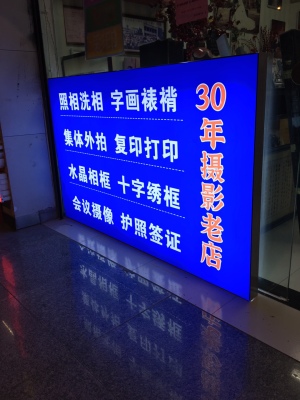 照相洗相 字画裱褙
集体外拍 复印打印
水晶相框 十字绣框
会议摄像 护照签证
30年摄影老店